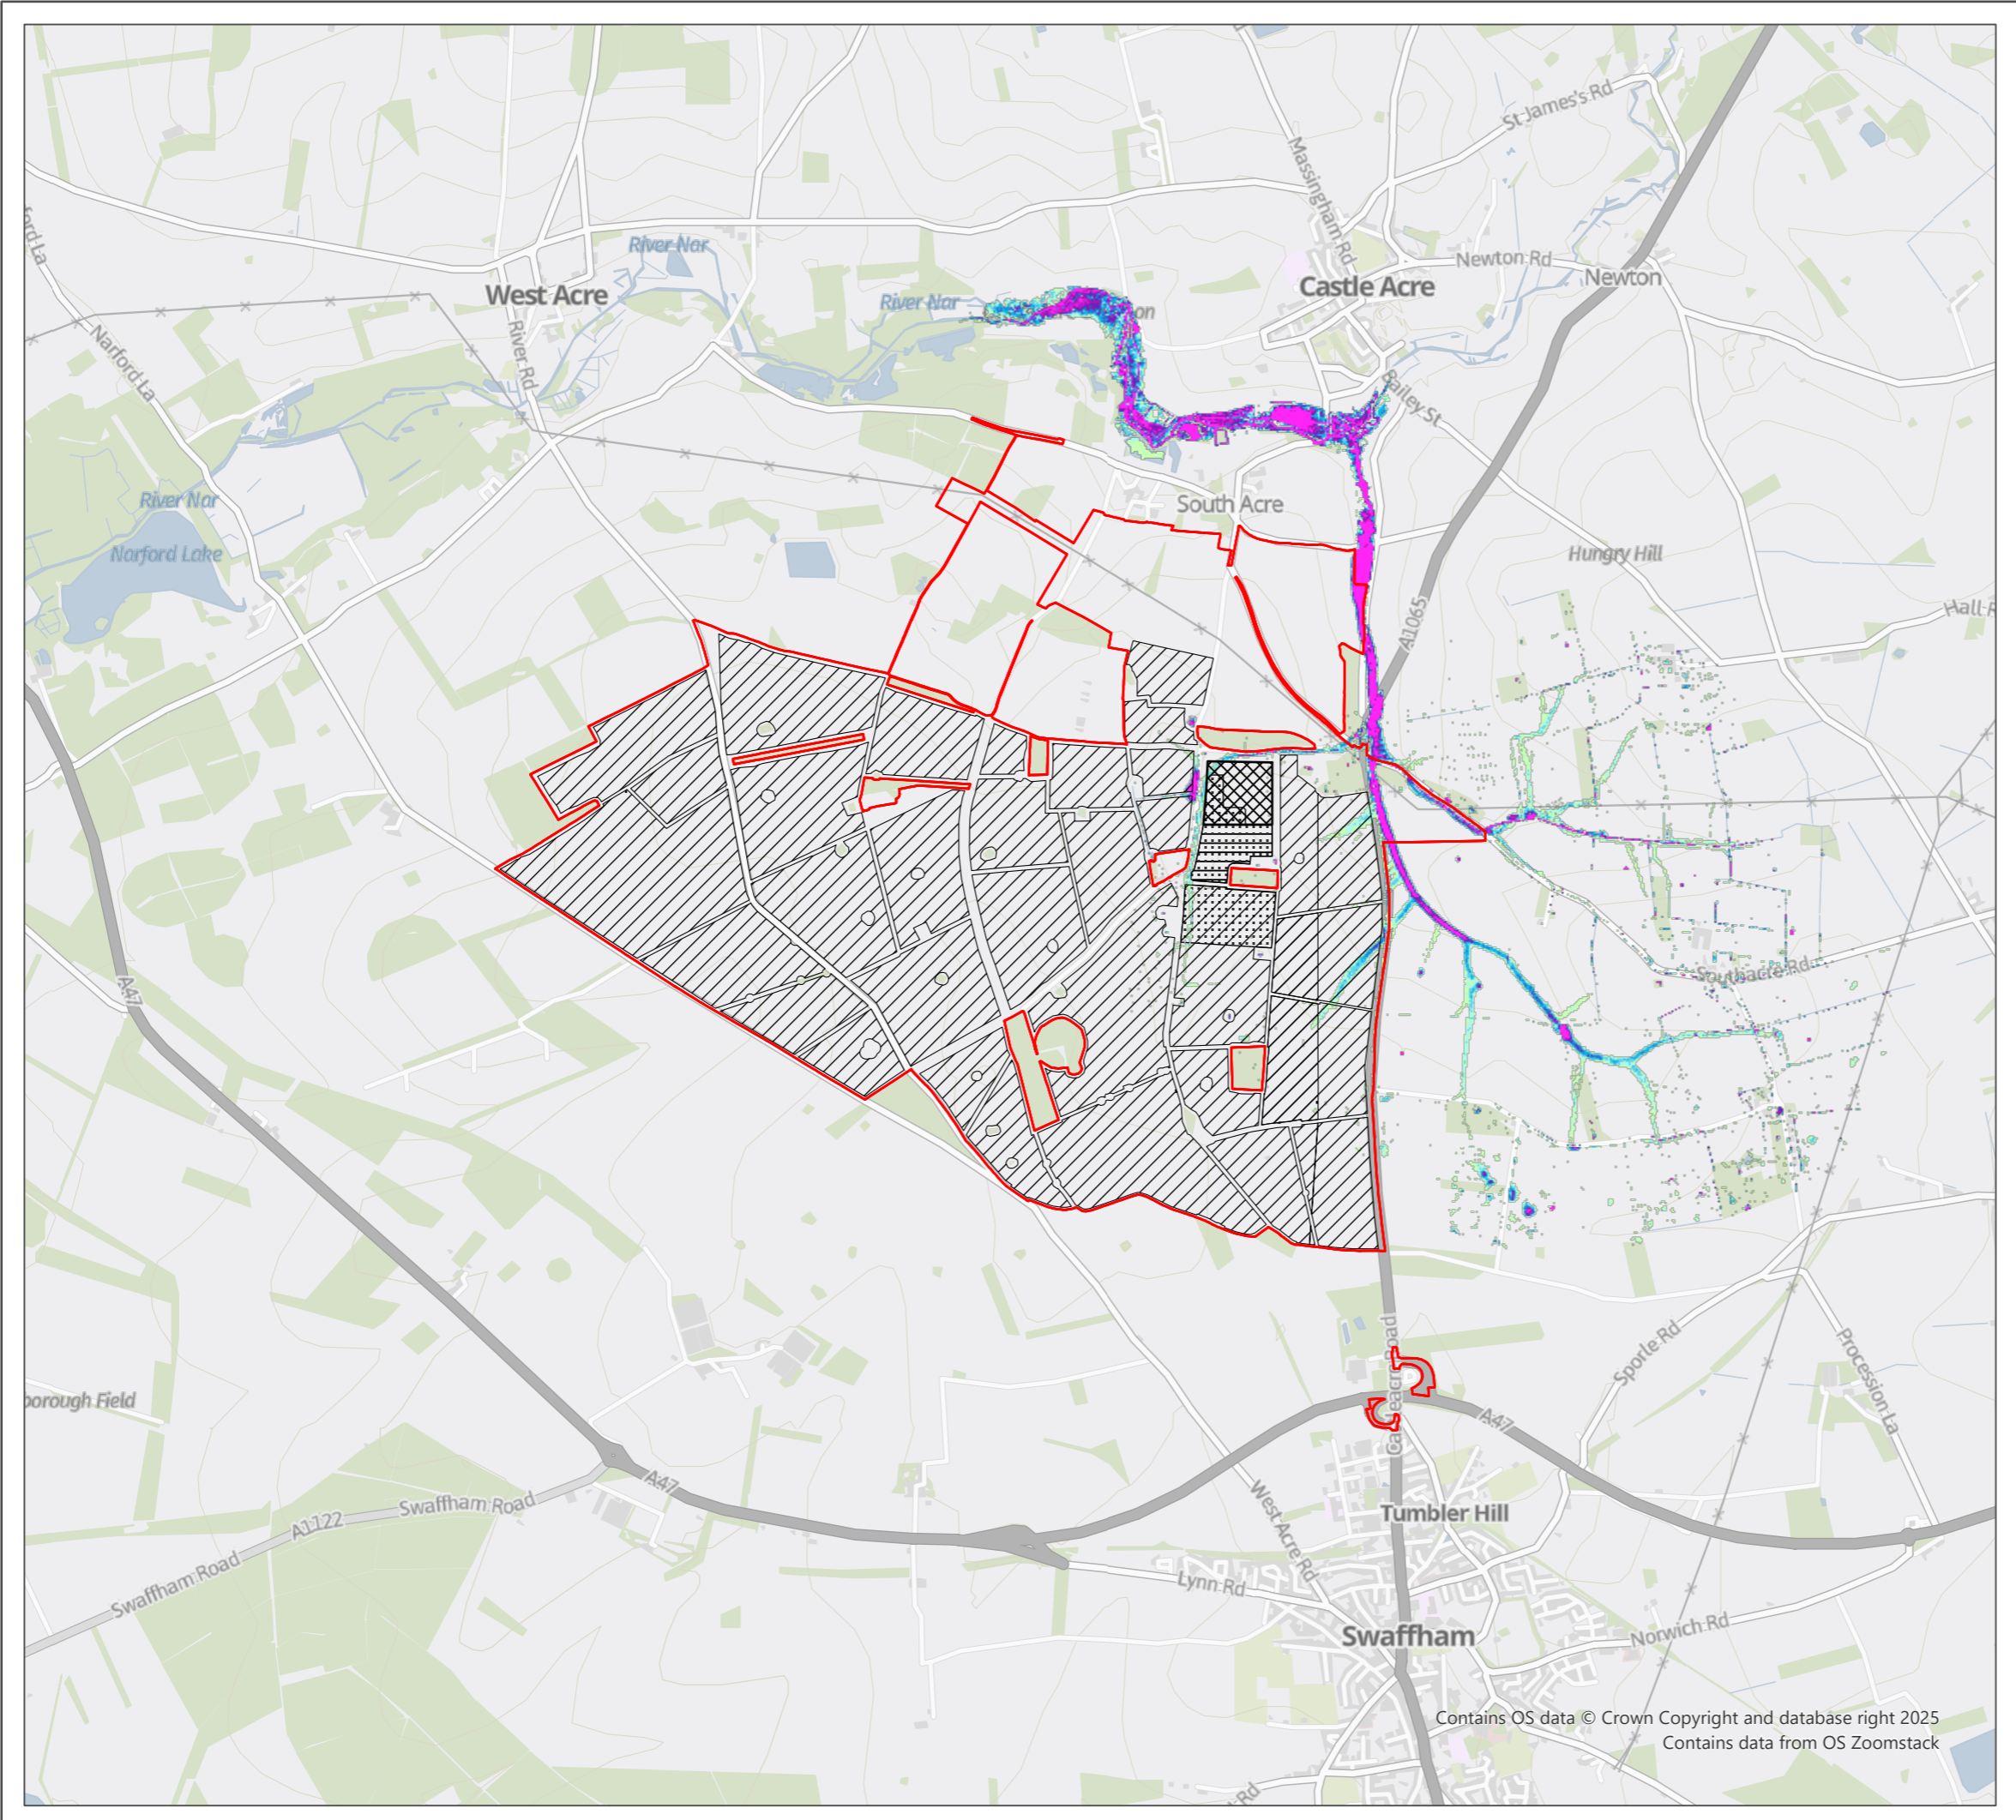 St James's Rd
Massingham Rd
River Nar
Newton Rd
Newton
West Acre
Castle Acre
River Nar
River Rd
Narford La
Bailey St
River Nar
South Acre
Narford Lake
Hungry Hill
A1065
Southacre Rd
A47
Sporle Rd
Procession La
A47
A47
Swaffham Road
A1122
Swaffham Road
Tumbler Hill
West Acre Rd
Lynn Rd
Norwich Rd
Swaffham
Contains OS data © Crown Copyright and database right 2025
Contains data from OS Zoomstack